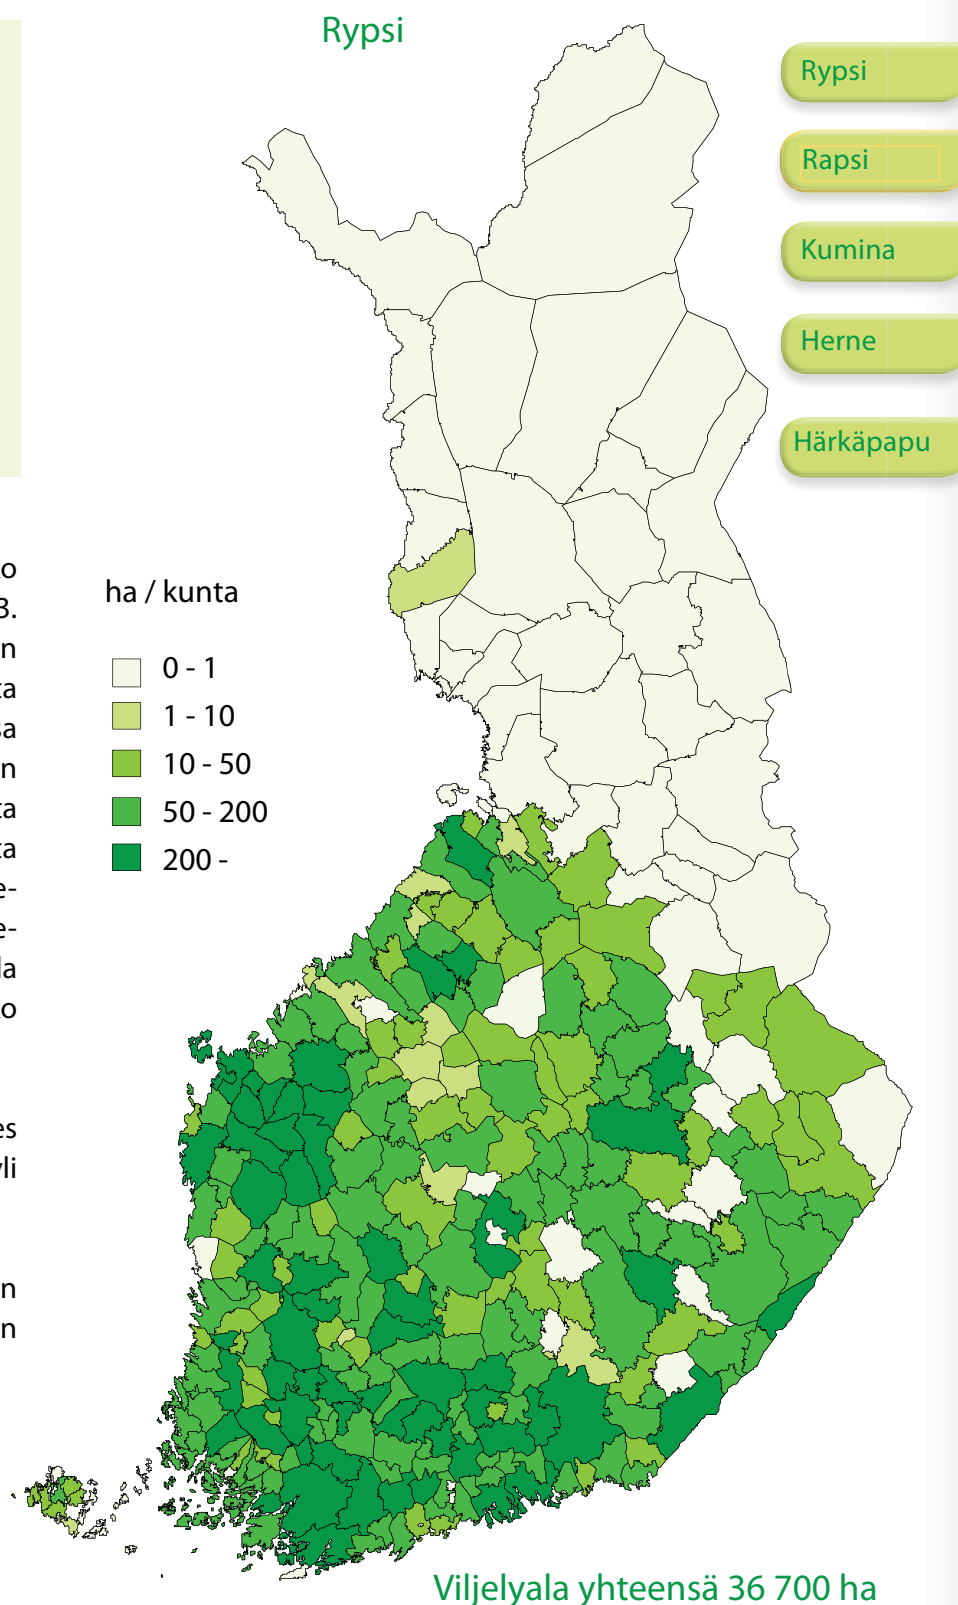 Rypsi
Rypsi
Rapsi
Kumina
Herne
Härkäpapu
ha / kunta
0 - 1
1 - 10
10 - 50
50 - 200
200 -
Viljelyala yhteensä 36 700 ha